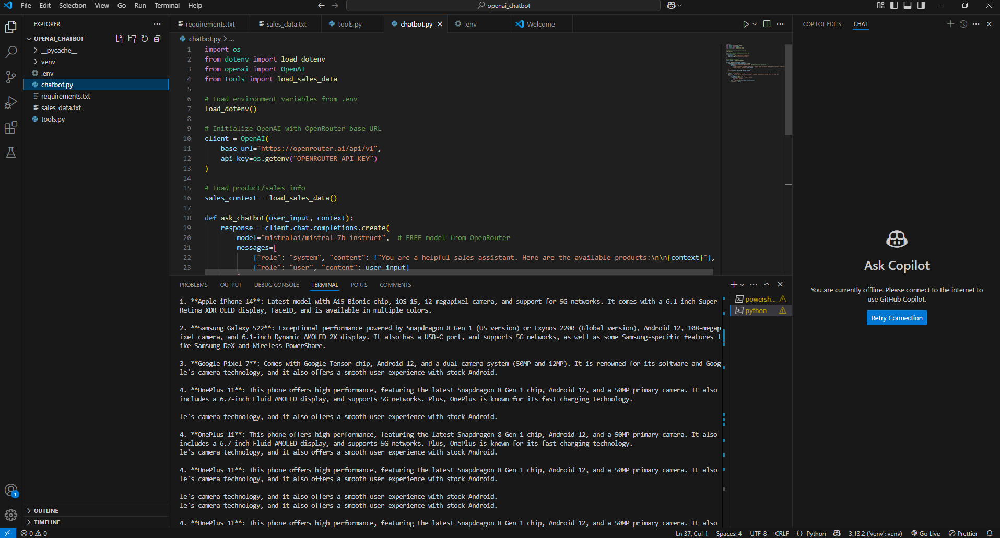 File Edit Selection View Go Run Terminal Help
openai_chatbot
EXPLORER
OPENAI_CHATBOT
__pycache__
venv
.env
chatbot.py
requirements.txt
sales_data.txt
tools.py
OUTLINE
TIMELINE
requirements.txt sales_data.txt tools.py chatbot.py .env Welcome
chatbot.py > ...
1 import os
2 from dotenv import load_dotenv
3 from openai import OpenAI
4 from tools import load_sales_data
5
6 # Load environment variables from .env
7 load_dotenv()
8
9 # Initialize OpenAI with OpenRouter base URL
10 client = OpenAI(
11 base_url="https://openrouter.ai/api/v1",
12 api_key=os.getenv("OPENROUTER_API_KEY")
13 )
14
15 # Load product/sales info
16 sales_context = load_sales_data()
17
18 def ask_chatbot(user_input, context):
19 response = client.chat.completions.create(
20 model="mistralai/mistral-7b-instruct", # FREE model from OpenRouter
21 messages=[
22 {"role": "system", "content": f"You are a helpful sales assistant. Here are the available products:\n\n{context}"},
23 {"role": "user", "content": user_input}
PROBLEMS OUTPUT DEBUG CONSOLE TERMINAL PORTS COMMENTS
1. **Apple iPhone 14**: Latest model with A15 Bionic chip, iOS 15, 12-megapixel camera, and support for 5G networks. It comes with a 6.1-inch Super
Retina XDR OLED display, FaceID, and is available in multiple colors.
2. **Samsung Galaxy S22**: Exceptional performance powered by Snapdragon 8 Gen 1 (US version) or Exynos 2200 (Global version), Android 12, 108-megap
ixel camera, and 6.1-inch Dynamic AMOLED 2X display. It also has a USB-C port, and supports 5G networks, as well as some Samsung-specific features l
ike Samsung DeX and Wireless PowerShare.
3. **Google Pixel 7**: Comes with Google Tensor chip, Android 12, and a dual camera system (50MP and 12MP). It is renowned for its software and Goog
le's camera technology, and it also offers a smooth user experience with stock Android.
4. **OnePlus 11**: This phone offers high performance, featuring the latest Snapdragon 8 Gen 1 chip, Android 12, and a 50MP primary camera. It also
includes a 6.7-inch Fluid AMOLED display, and supports 5G networks. Plus, OnePlus is known for its fast charging technology.
le's camera technology, and it also offers a smooth user experience with stock Android.
4. **OnePlus 11**: This phone offers high performance, featuring the latest Snapdragon 8 Gen 1 chip, Android 12, and a 50MP primary camera. It also
includes a 6.7-inch Fluid AMOLED display, and supports 5G networks. Plus, OnePlus is known for its fast charging technology.
le's camera technology, and it also offers a smooth user experience with stock Android.
4. **OnePlus 11**: This phone offers high performance, featuring the latest Snapdragon 8 Gen 1 chip, Android 12, and a 50MP primary camera. It also
le's camera technology, and it also offers a smooth user experience with stock Android.
le's camera technology, and it also offers a smooth user experience with stock Android.
le's camera technology, and it also offers a smooth user experience with stock Android.
4. **OnePlus 11**: This phone offers high performance, featuring the latest Snapdragon 8 Gen 1 chip, Android 12, and a 50MP primary camera. It also
powersh...
python
COPILOT EDITS CHAT
Ask Copilot
You are currently offline. Please connect to the internet to
use GitHub Copilot.
Retry Connection
1
0 0
Ln 37, Col 1 Spaces: 4 UTF-8 CRLF {} Python 3.13.2 ('venv': venv) Go Live Prettier